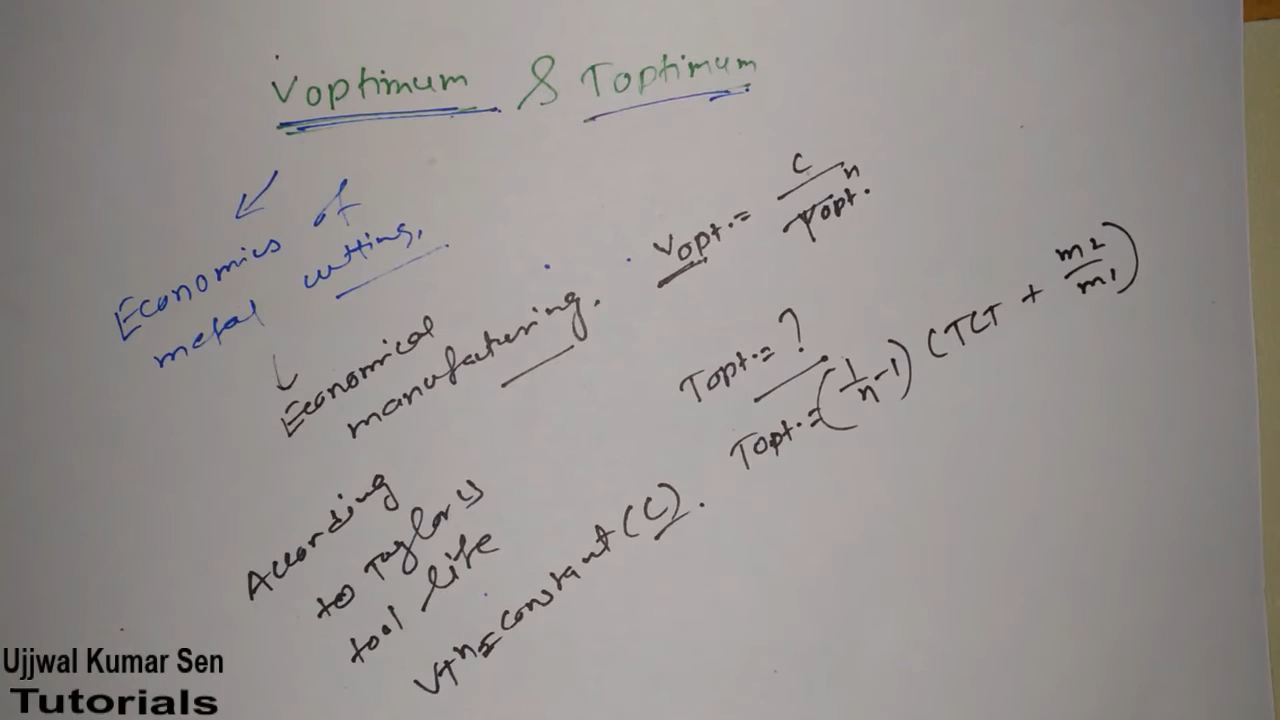 Voptimum & Toptimum
Economics of
metal cutting.
Economical
manufacturing.
Vopt. = C / Topt.ⁿ
Topt. = ?
Topt. = (1/n - 1) (TCT + m2/m1)
According
to Taylor's
tool life
VTⁿ = constant (C).
Ujjwal Kumar Sen
Tutorials